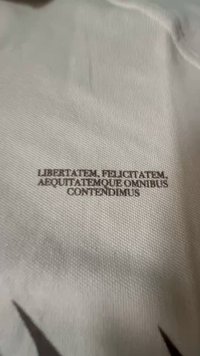 LIBERTATEM, FELICITATEM,
AEQUITATEMQUE OMNIBUS
CONTENDIMUS